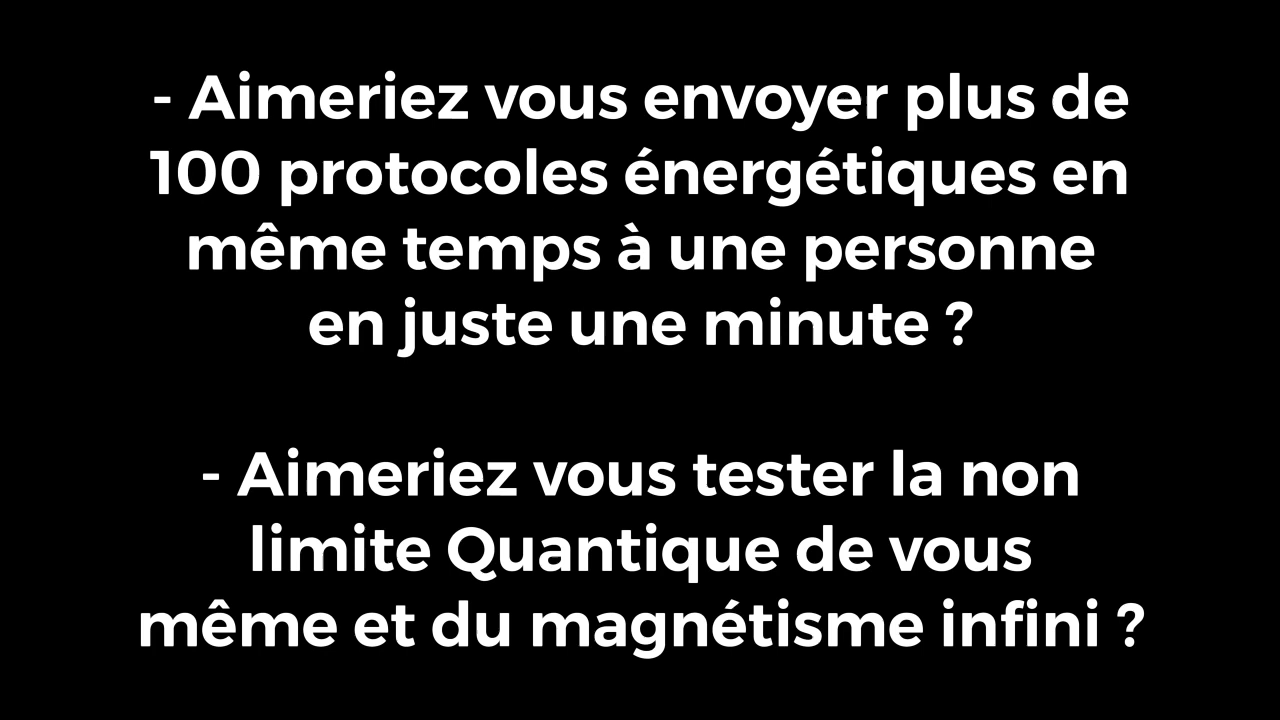 - Aimeriez vous envoyer plus de
100 protocoles énergétiques en
même temps à une personne
en juste une minute ?
- Aimeriez vous tester la non
limite Quantique de vous
même et du magnétisme infini ?